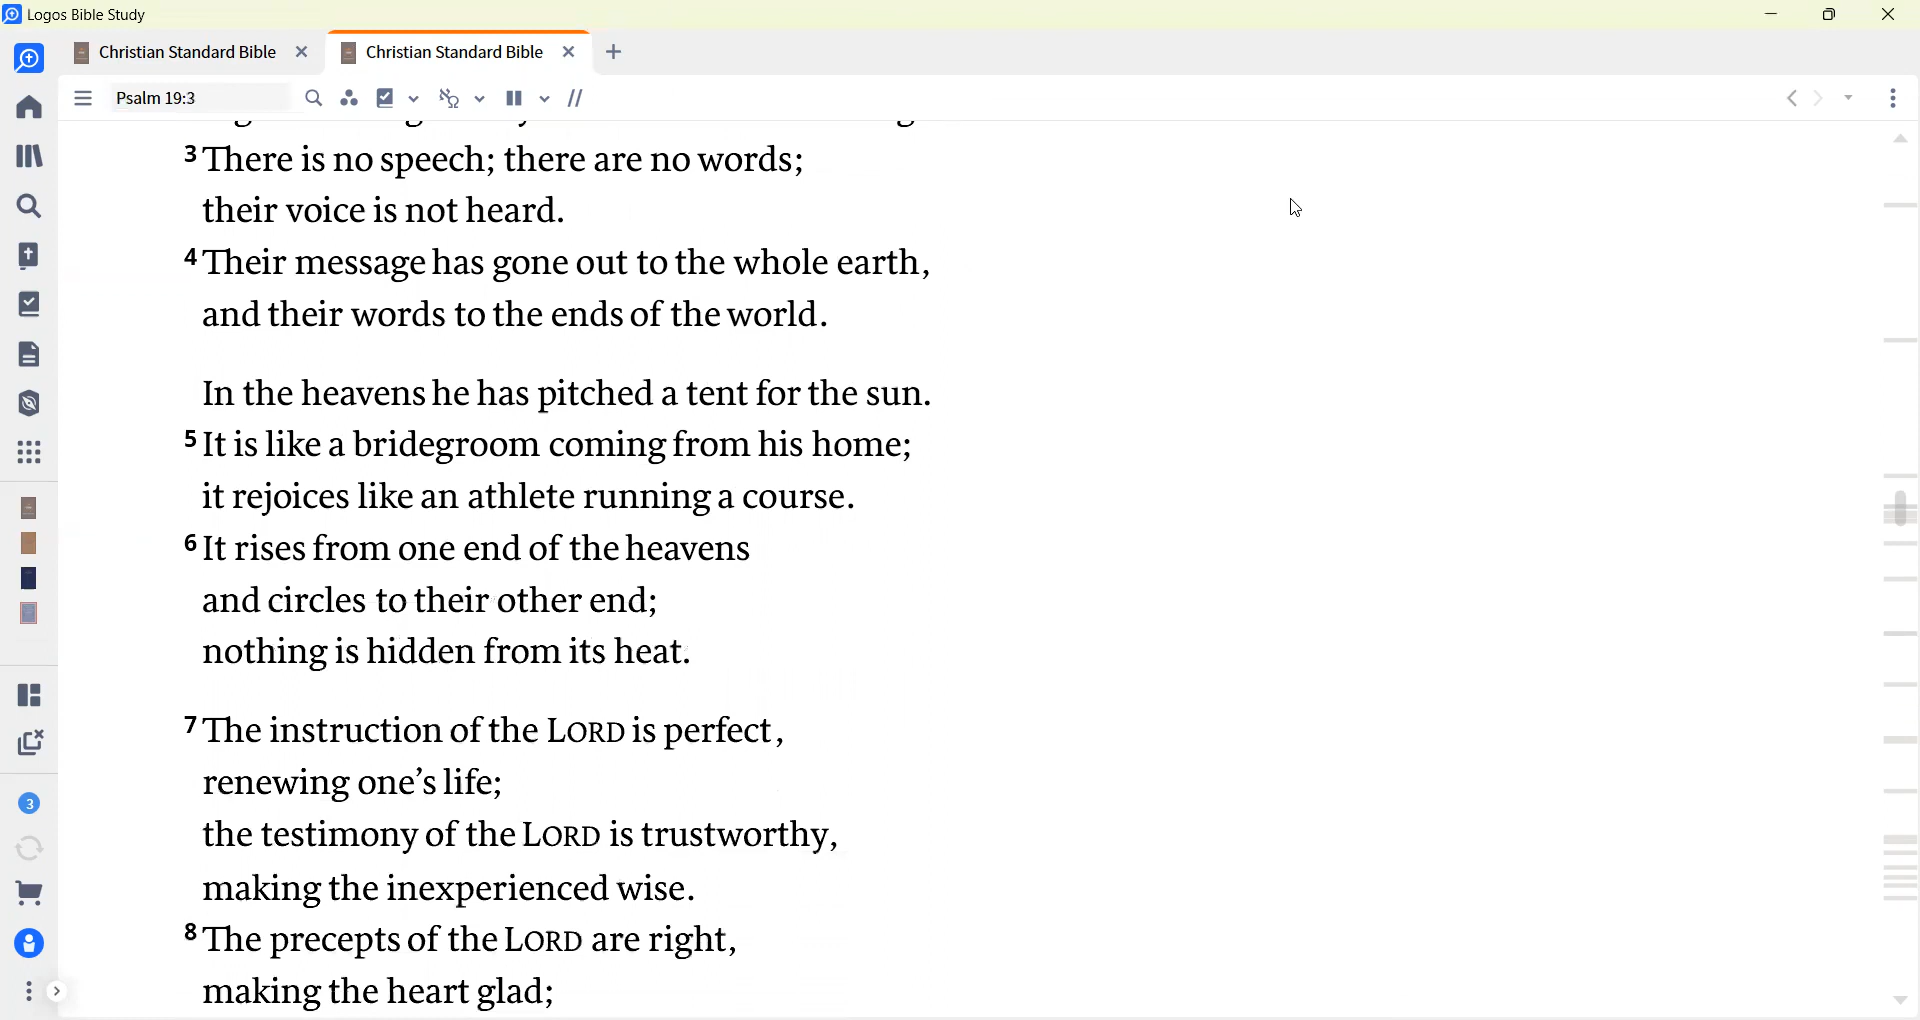 Logos Bible Study
Christian Standard Bible
Christian Standard Bible
Psalm 19:3
3 There is no speech; there are no words;
their voice is not heard.
4 Their message has gone out to the whole earth,
and their words to the ends of the world.
In the heavens he has pitched a tent for the sun.
5 It is like a bridegroom coming from his home;
it rejoices like an athlete running a course.
6 It rises from one end of the heavens
and circles to their other end;
nothing is hidden from its heat.
7 The instruction of the LORD is perfect,
renewing one’s life;
the testimony of the LORD is trustworthy,
making the inexperienced wise.
8 The precepts of the LORD are right,
making the heart glad;
3